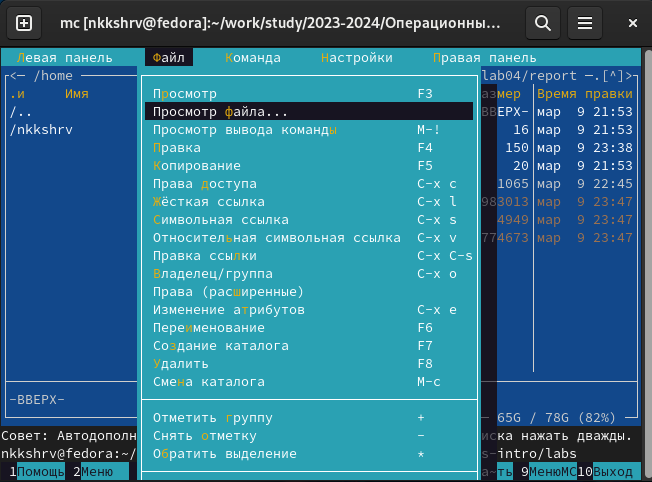 mc [nkkshrv@fedora]:~/work/study/2023-2024/Операционны…
Левая панель Файл Команда Настройки Правая панель
<— /home lab04/report —.[^]>
.и Имя азмер Время правки
Просмотр F3
/.. ВВЕРХ- мар 9 21:53
Просмотр файла...
/nkkshrv 16 мар 9 21:53
Просмотр вывода команды M-!
Правка F4 150 мар 9 23:38
Копирование F5 20 мар 9 21:53
Права доступа C-x c 1065 мар 9 22:45
Жёсткая ссылка C-x l 983013 мар 9 23:47
Символьная ссылка C-x s 4949 мар 9 23:47
Относительная символьная ссылка C-x v 774673 мар 9 23:47
Правка ссылки C-x C-s
Владелец/группа C-x o
Права (расширенные)
Изменение атрибутов C-x e
Переименование F6
Создание каталога F7
Удалить F8
Смена каталога M-c
-ВВЕРХ-
Отметить группу +
65G / 78G (82%)
Снять отметку -
Совет: Автодополн иска нажать дважды.
Обратить выделение *
nkkshrv@fedora:~/ s-intro/labs
1Помощь 2Меню ~ть 9МенюMC 10Выход